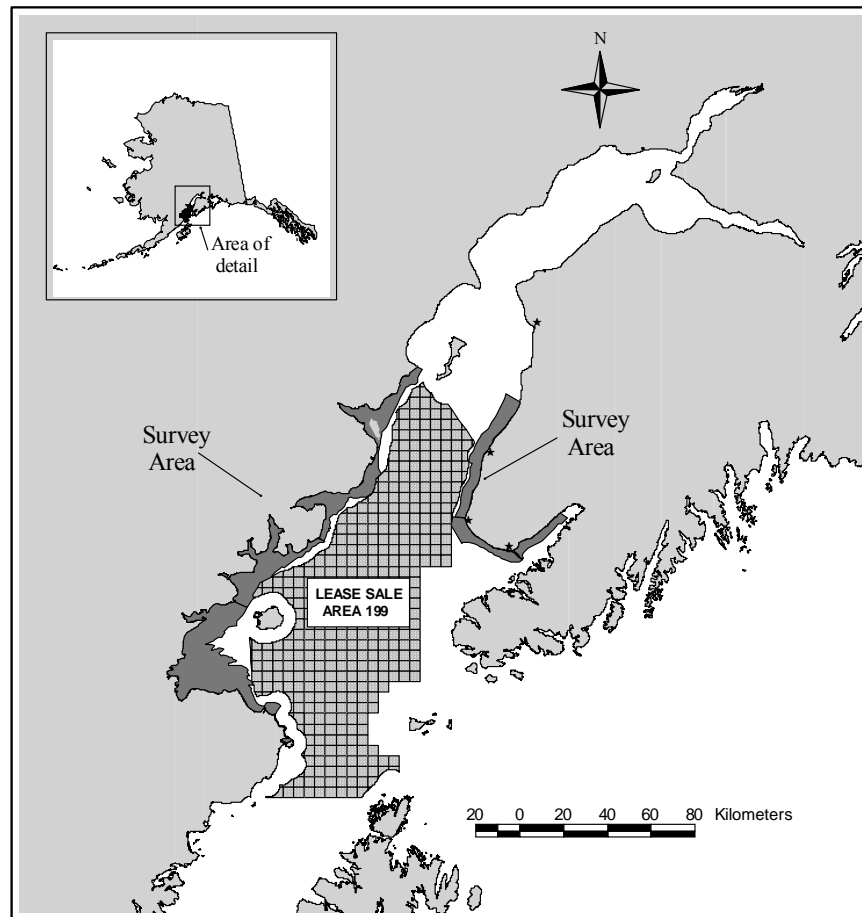 N
Area of
detail
Survey
Area
Survey
Area
LEASE SALE
AREA 199
20 0 20 40 60 80 Kilometers